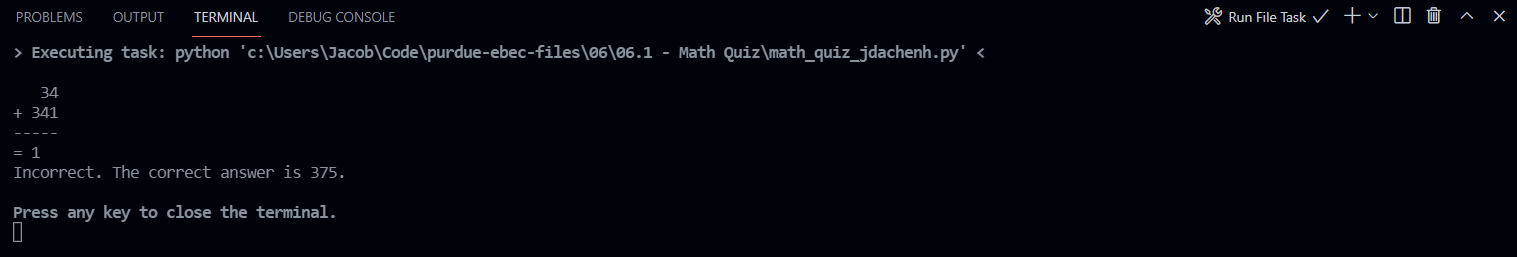 PROBLEMS OUTPUT TERMINAL DEBUG CONSOLE Run File Task
> Executing task: python 'c:\Users\Jacob\Code\purdue-ebec-files\06\06.1 - Math Quiz\math_quiz_jdachenh.py' <
34
+ 341
-----
= 1
Incorrect. The correct answer is 375.
Press any key to close the terminal.